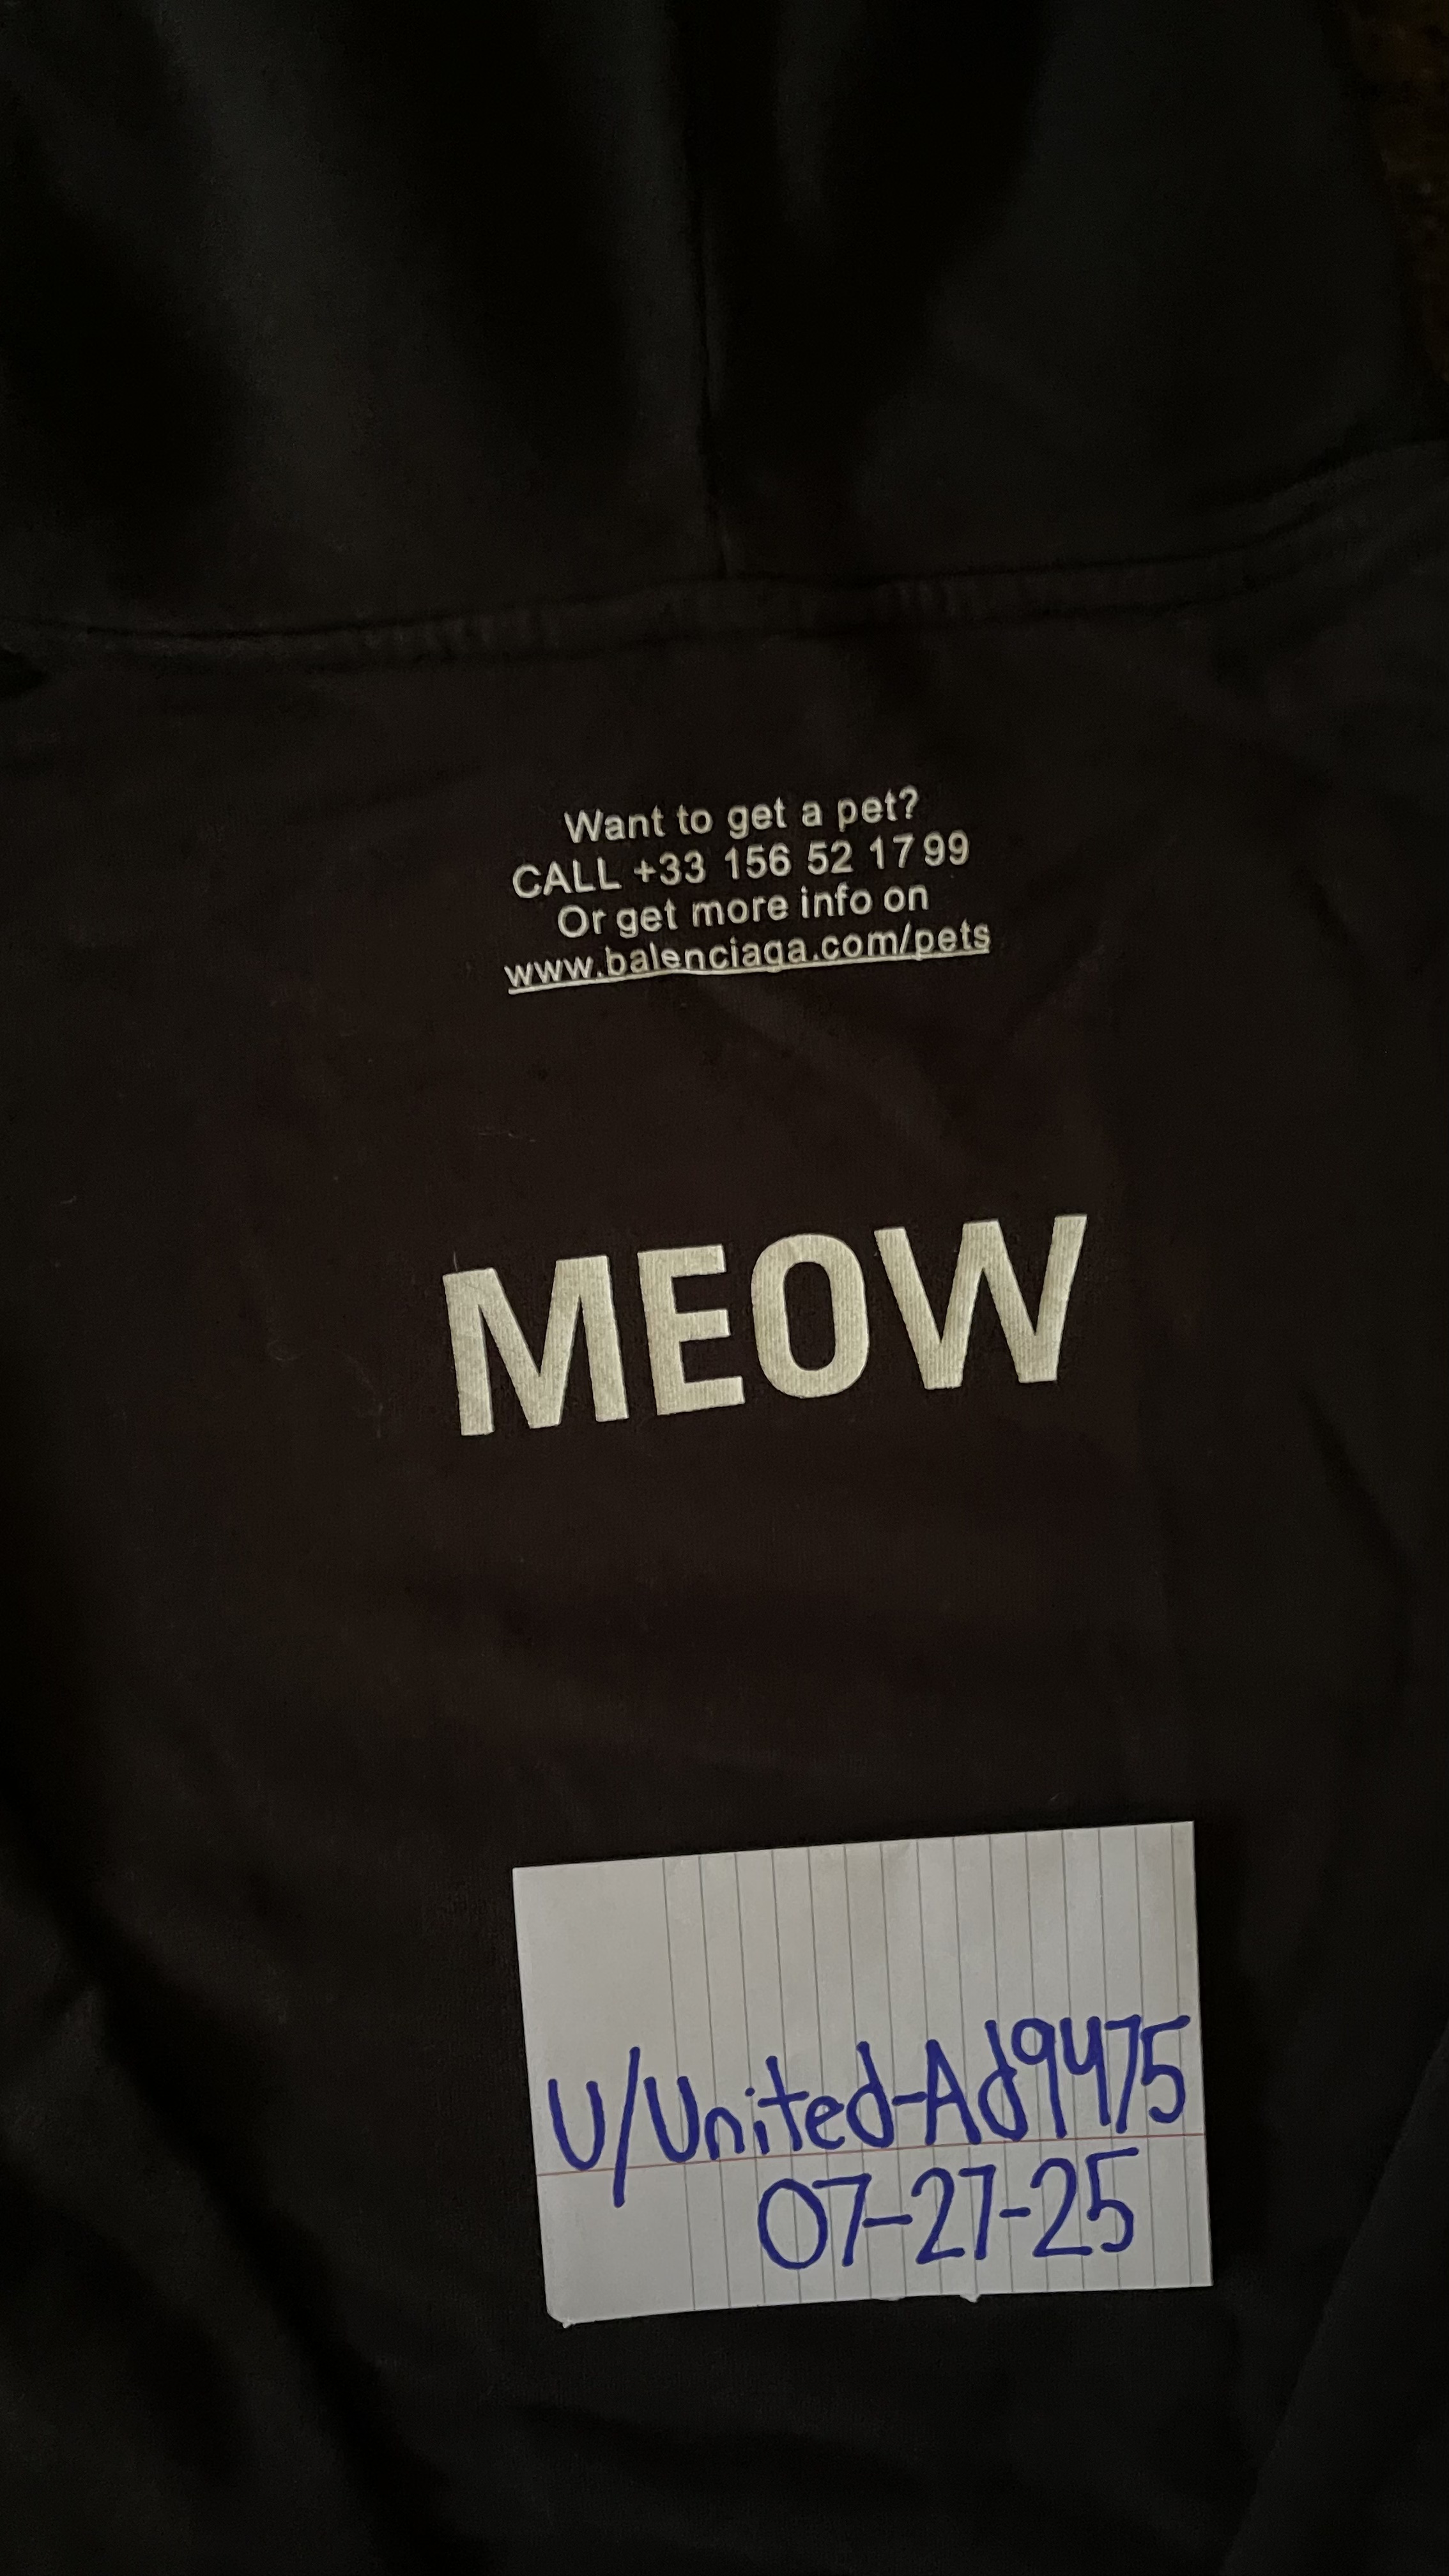 Want to get a pet?
CALL +33 156 52 17 99
Or get more info on
www.balenciaga.com/pets
MEOW
U/United-Ad9475
07-27-25